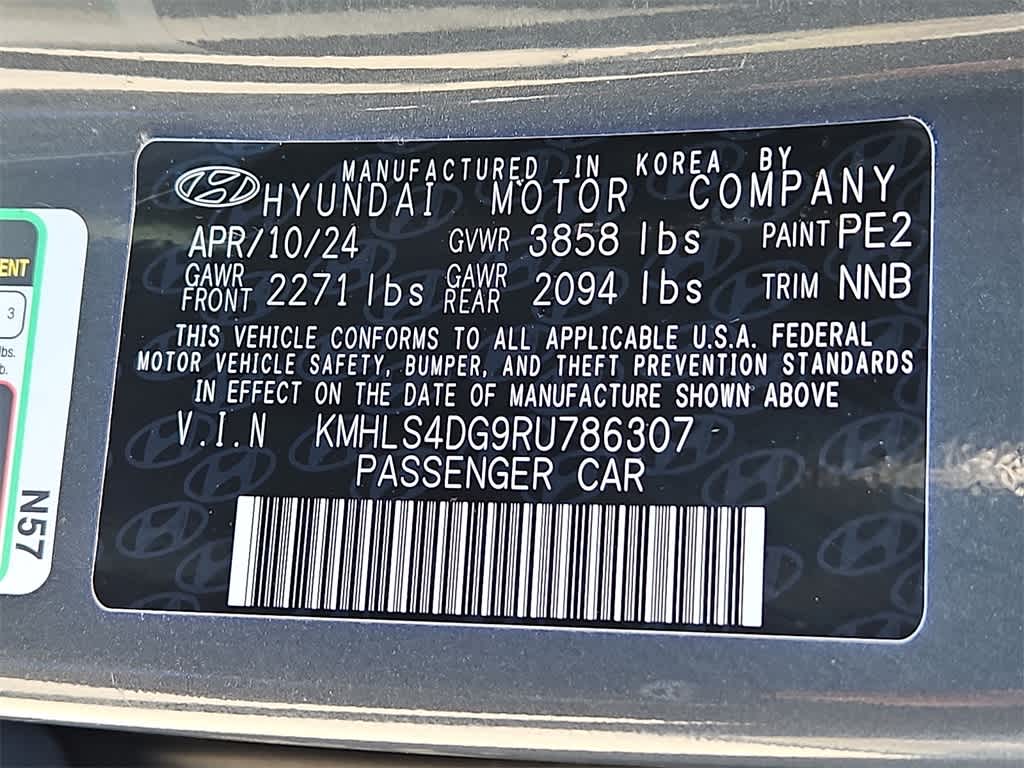 MANUFACTURED IN KOREA BY
HYUNDAI MOTOR COMPANY
APR/10/24 GVWR 3858 lbs PAINT PE2
GAWR FRONT 2271 lbs GAWR REAR 2094 lbs TRIM NNB
THIS VEHICLE CONFORMS TO ALL APPLICABLE U.S.A. FEDERAL
MOTOR VEHICLE SAFETY, BUMPER, AND THEFT PREVENTION STANDARDS
IN EFFECT ON THE DATE OF MANUFACTURE SHOWN ABOVE
V.I.N KMHLS4DG9RU786307
PASSENGER CAR
3
lbs.
N57